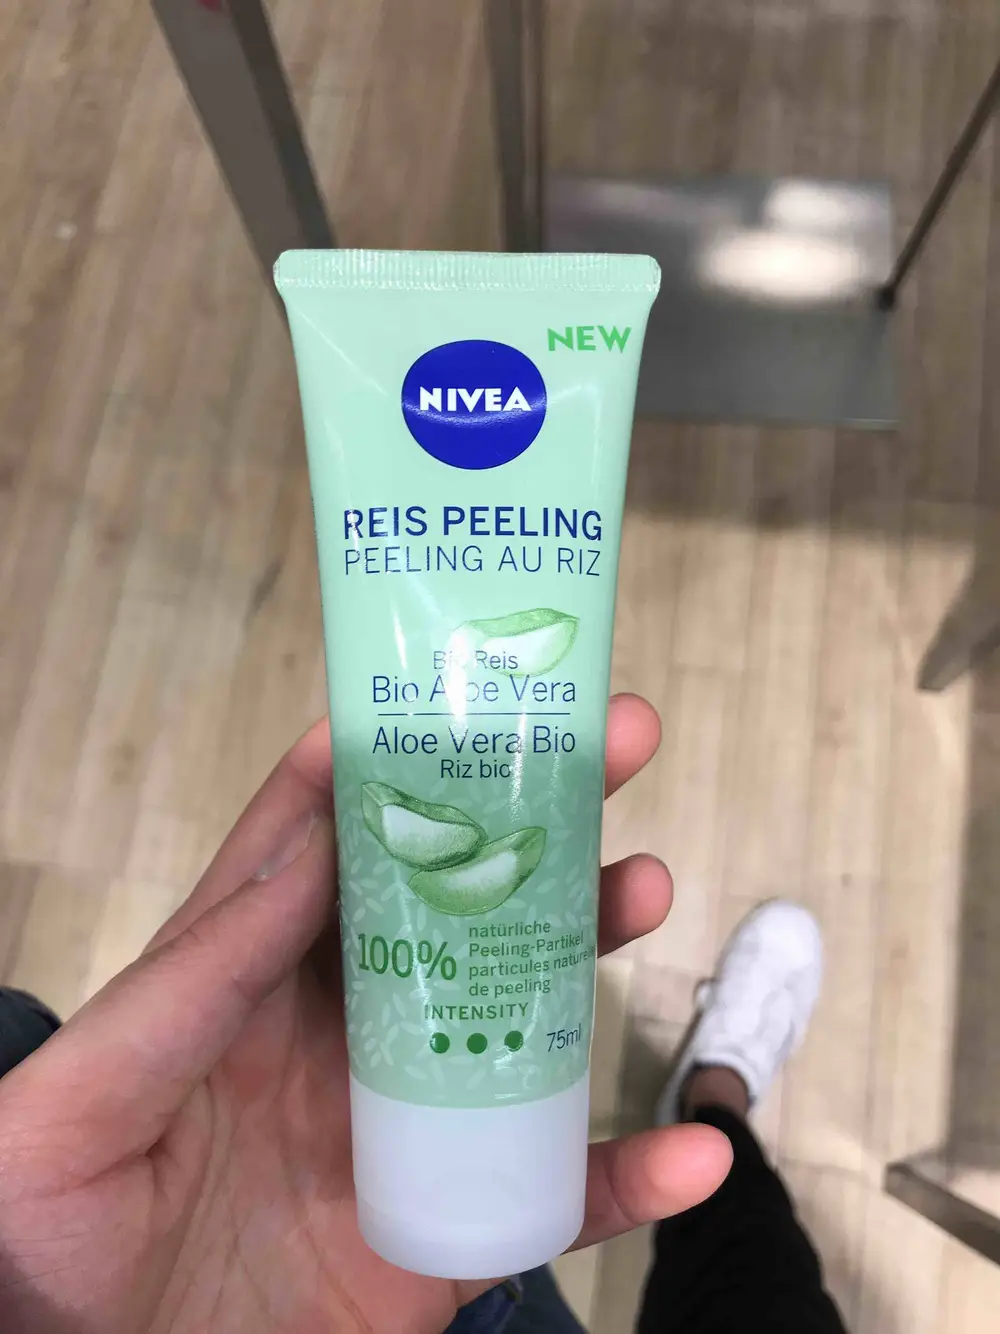 NEW
NIVEA
REIS PEELING
PEELING AU RIZ
Bio Reis
Bio Aloe Vera
Aloe Vera Bio
Riz bio
100%
natürliche
Peeling-Partikel
particules naturelles
de peeling
INTENSITY
75ml